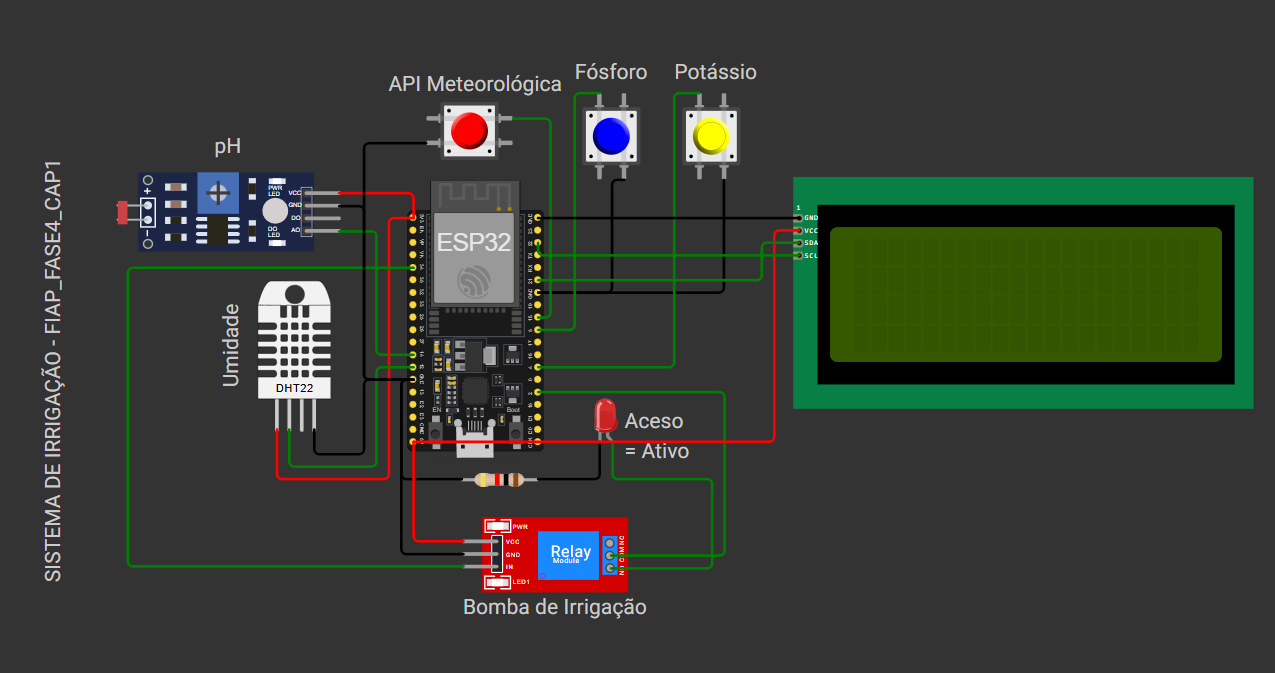 SISTEMA DE IRRIGAÇÃO - FIAP_FASE4_CAP1
API Meteorológica
Fósforo
Potássio
pH
PWR
LED
VCC
GND
DO
AO
DO
LED
+
−
ESP32
EN
Boot
1
GND
VCC
SDA
SCL
Umidade
DHT22
Aceso
= Ativo
PWR
VCC
GND
IN
LED1
Relay
Module
NC
COM
NO
Bomba de Irrigação